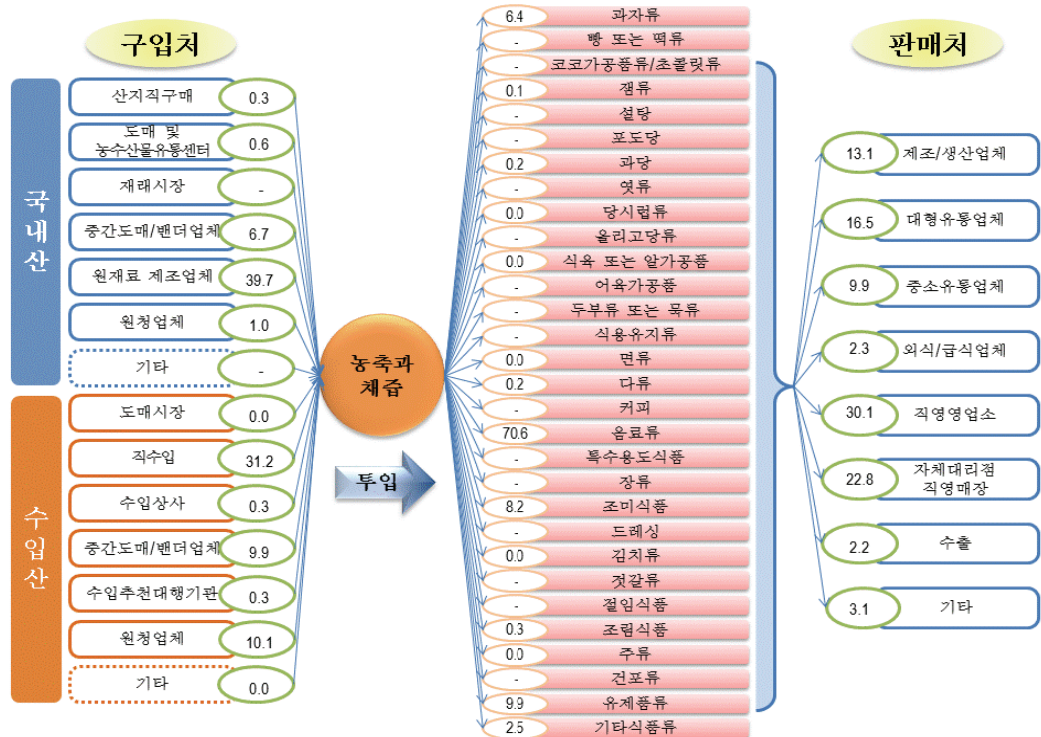 구입처
국내산
산지직구매 0.3
도매 및
농수산물유통센터 0.6
재래시장 -
중간도매/밴더업체 6.7
원재료 제조업체 39.7
원청업체 1.0
기타 -
수입산
도매시장 0.0
직수입 31.2
수입상사 0.3
중간도매/밴더업체 9.9
수입추천대행기관 0.3
원청업체 10.1
기타 0.0
농축과
채즙
투입
6.4 과자류
- 빵 또는 떡류
- 코코가공품류/초콜릿류
0.1 잼류
- 설탕
- 포도당
0.2 과당
- 엿류
0.0 당시럽류
- 올리고당류
0.0 식육 또는 알가공품
- 어육가공품
- 두부류 또는 묵류
- 식용유지류
0.0 면류
0.2 다류
- 커피
70.6 음료류
- 특수용도식품
- 장류
8.2 조미식품
- 드레싱
0.0 김치류
- 젓갈류
- 절임식품
0.3 조림식품
0.0 주류
- 건포류
9.9 유제품류
2.5 기타식품류
판매처
13.1 제조/생산업체
16.5 대형유통업체
9.9 중소유통업체
2.3 외식/급식업체
30.1 직영영업소
22.8 자체대리점
직영매장
2.2 수출
3.1 기타